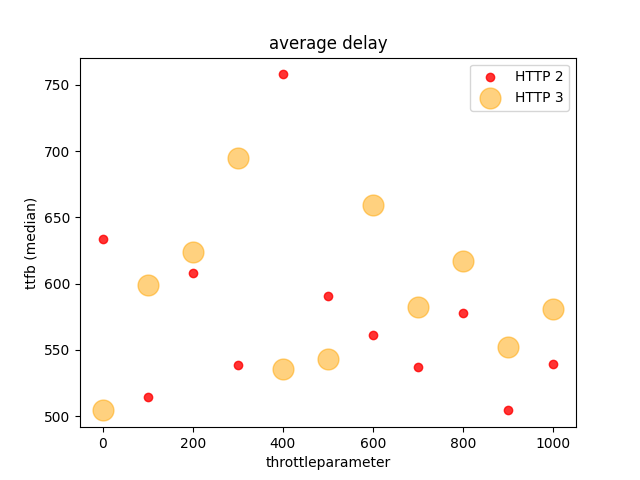 average delay
HTTP 2
HTTP 3
ttfb (median)
750
700
650
600
550
500
0 200 400 600 800 1000
throttleparameter